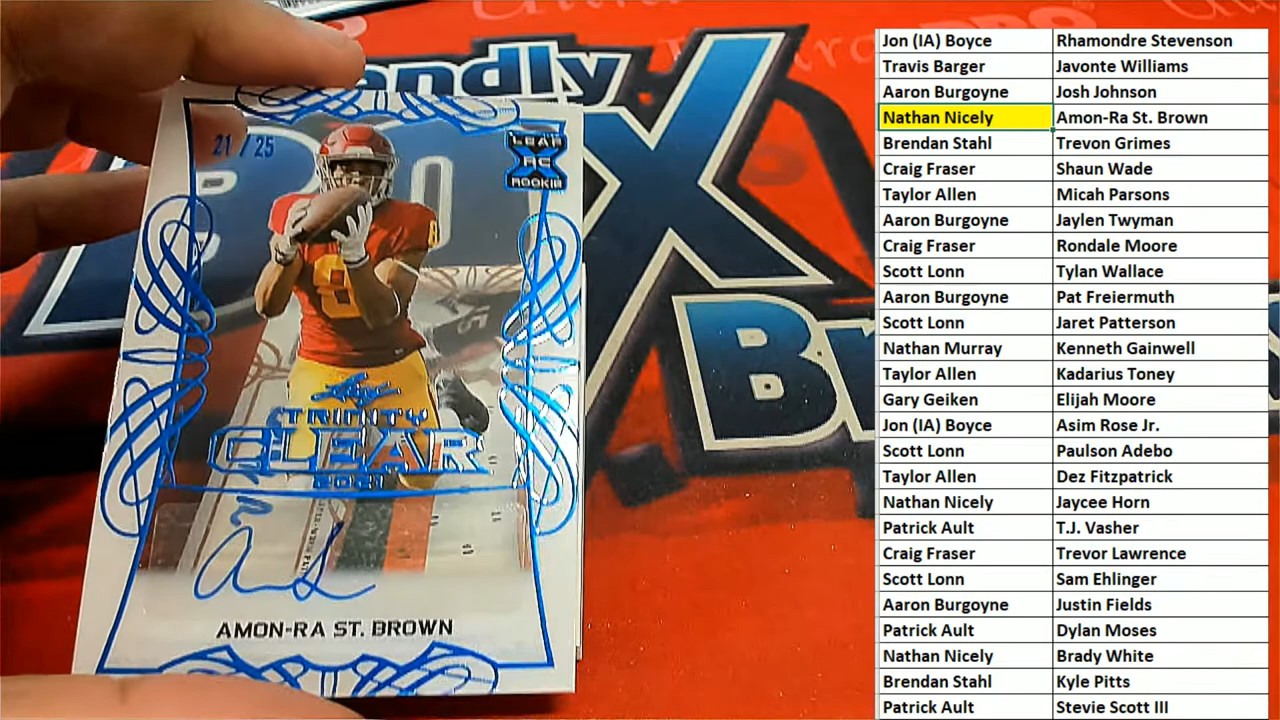 endly
21 / 25
LEAF
RC
ROOKIE
8
8
Leaf
TRINITY
CLEAR
2021
AMON-RA ST. BROWN
Jon (IA) Boyce Rhamondre Stevenson
Travis Barger Javonte Williams
Aaron Burgoyne Josh Johnson
Nathan Nicely Amon-Ra St. Brown
Brendan Stahl Trevon Grimes
Craig Fraser Shaun Wade
Taylor Allen Micah Parsons
Aaron Burgoyne Jaylen Twyman
Craig Fraser Rondale Moore
Scott Lonn Tylan Wallace
Aaron Burgoyne Pat Freiermuth
Scott Lonn Jaret Patterson
Nathan Murray Kenneth Gainwell
Taylor Allen Kadarius Toney
Gary Geiken Elijah Moore
Jon (IA) Boyce Asim Rose Jr.
Scott Lonn Paulson Adebo
Taylor Allen Dez Fitzpatrick
Nathan Nicely Jaycee Horn
Patrick Ault T.J. Vasher
Craig Fraser Trevor Lawrence
Scott Lonn Sam Ehlinger
Aaron Burgoyne Justin Fields
Patrick Ault Dylan Moses
Nathan Nicely Brady White
Brendan Stahl Kyle Pitts
Patrick Ault Stevie Scott III